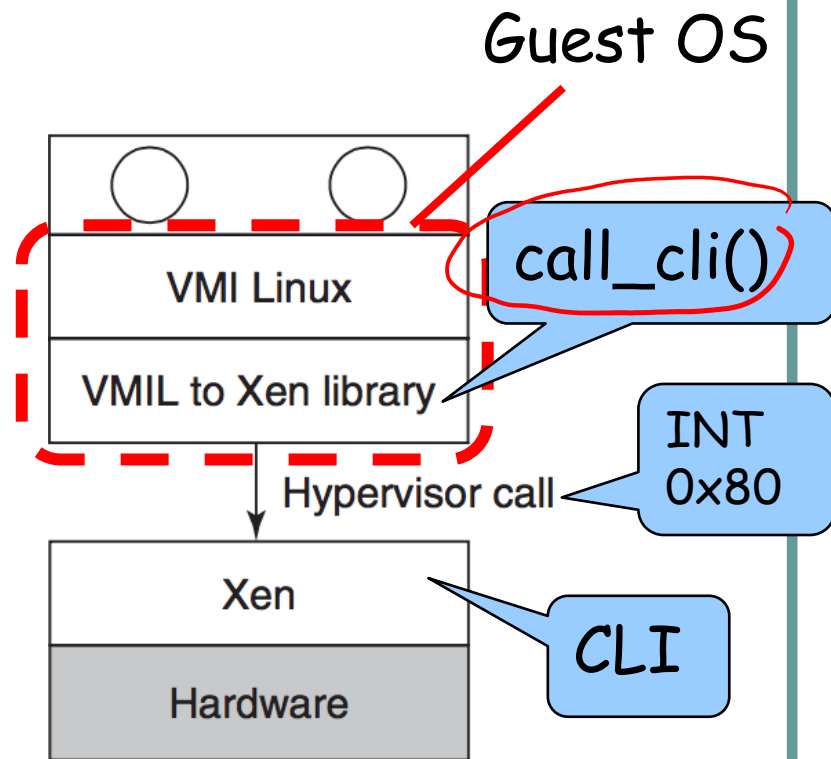 Guest OS
VMI Linux
call_cli()
VMIL to Xen library
INT
0x80
Hypervisor call
Xen
CLI
Hardware